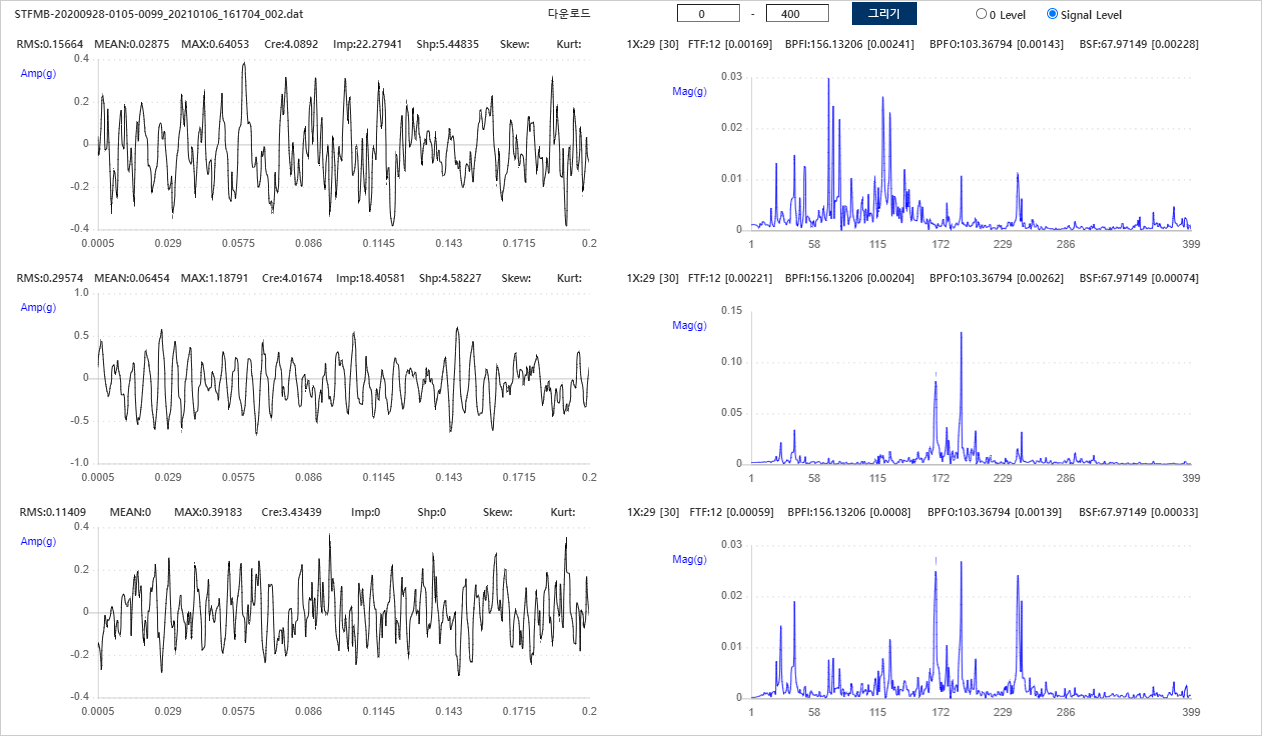 STFMB-20200928-0105-0099_20210106_161704_002.dat 다운로드 0 - 400 그리기 0 Level Signal Level
RMS:0.15664 MEAN:0.02875 MAX:0.64053 Cre:4.0892 Imp:22.27941 Shp:5.44835 Skew: Kurt:
Amp(g)
0.4
0.2
0
-0.2
-0.4
0.0005 0.029 0.0575 0.086 0.1145 0.143 0.1715 0.2
1X:29 [30] FTF:12 [0.00169] BPFI:156.13206 [0.00241] BPFO:103.36794 [0.00143] BSF:67.97149 [0.00228]
Mag(g)
0.03
0.02
0.01
0
1 58 115 172 229 286 399
RMS:0.29574 MEAN:0.06454 MAX:1.18791 Cre:4.01674 Imp:18.40581 Shp:4.58227 Skew: Kurt:
Amp(g)
1.0
0.5
0
-0.5
-1.0
0.0005 0.029 0.0575 0.086 0.1145 0.143 0.1715 0.2
1X:29 [30] FTF:12 [0.00221] BPFI:156.13206 [0.00204] BPFO:103.36794 [0.00262] BSF:67.97149 [0.00074]
Mag(g)
0.15
0.10
0.05
0
1 58 115 172 229 286 399
RMS:0.11409 MEAN:0 MAX:0.39183 Cre:3.43439 Imp:0 Shp:0 Skew: Kurt:
Amp(g)
0.4
0.2
0
-0.2
-0.4
0.0005 0.029 0.0575 0.086 0.1145 0.143 0.1715 0.2
1X:29 [30] FTF:12 [0.00059] BPFI:156.13206 [0.0008] BPFO:103.36794 [0.00139] BSF:67.97149 [0.00033]
Mag(g)
0.03
0.02
0.01
0
1 58 115 172 229 286 399